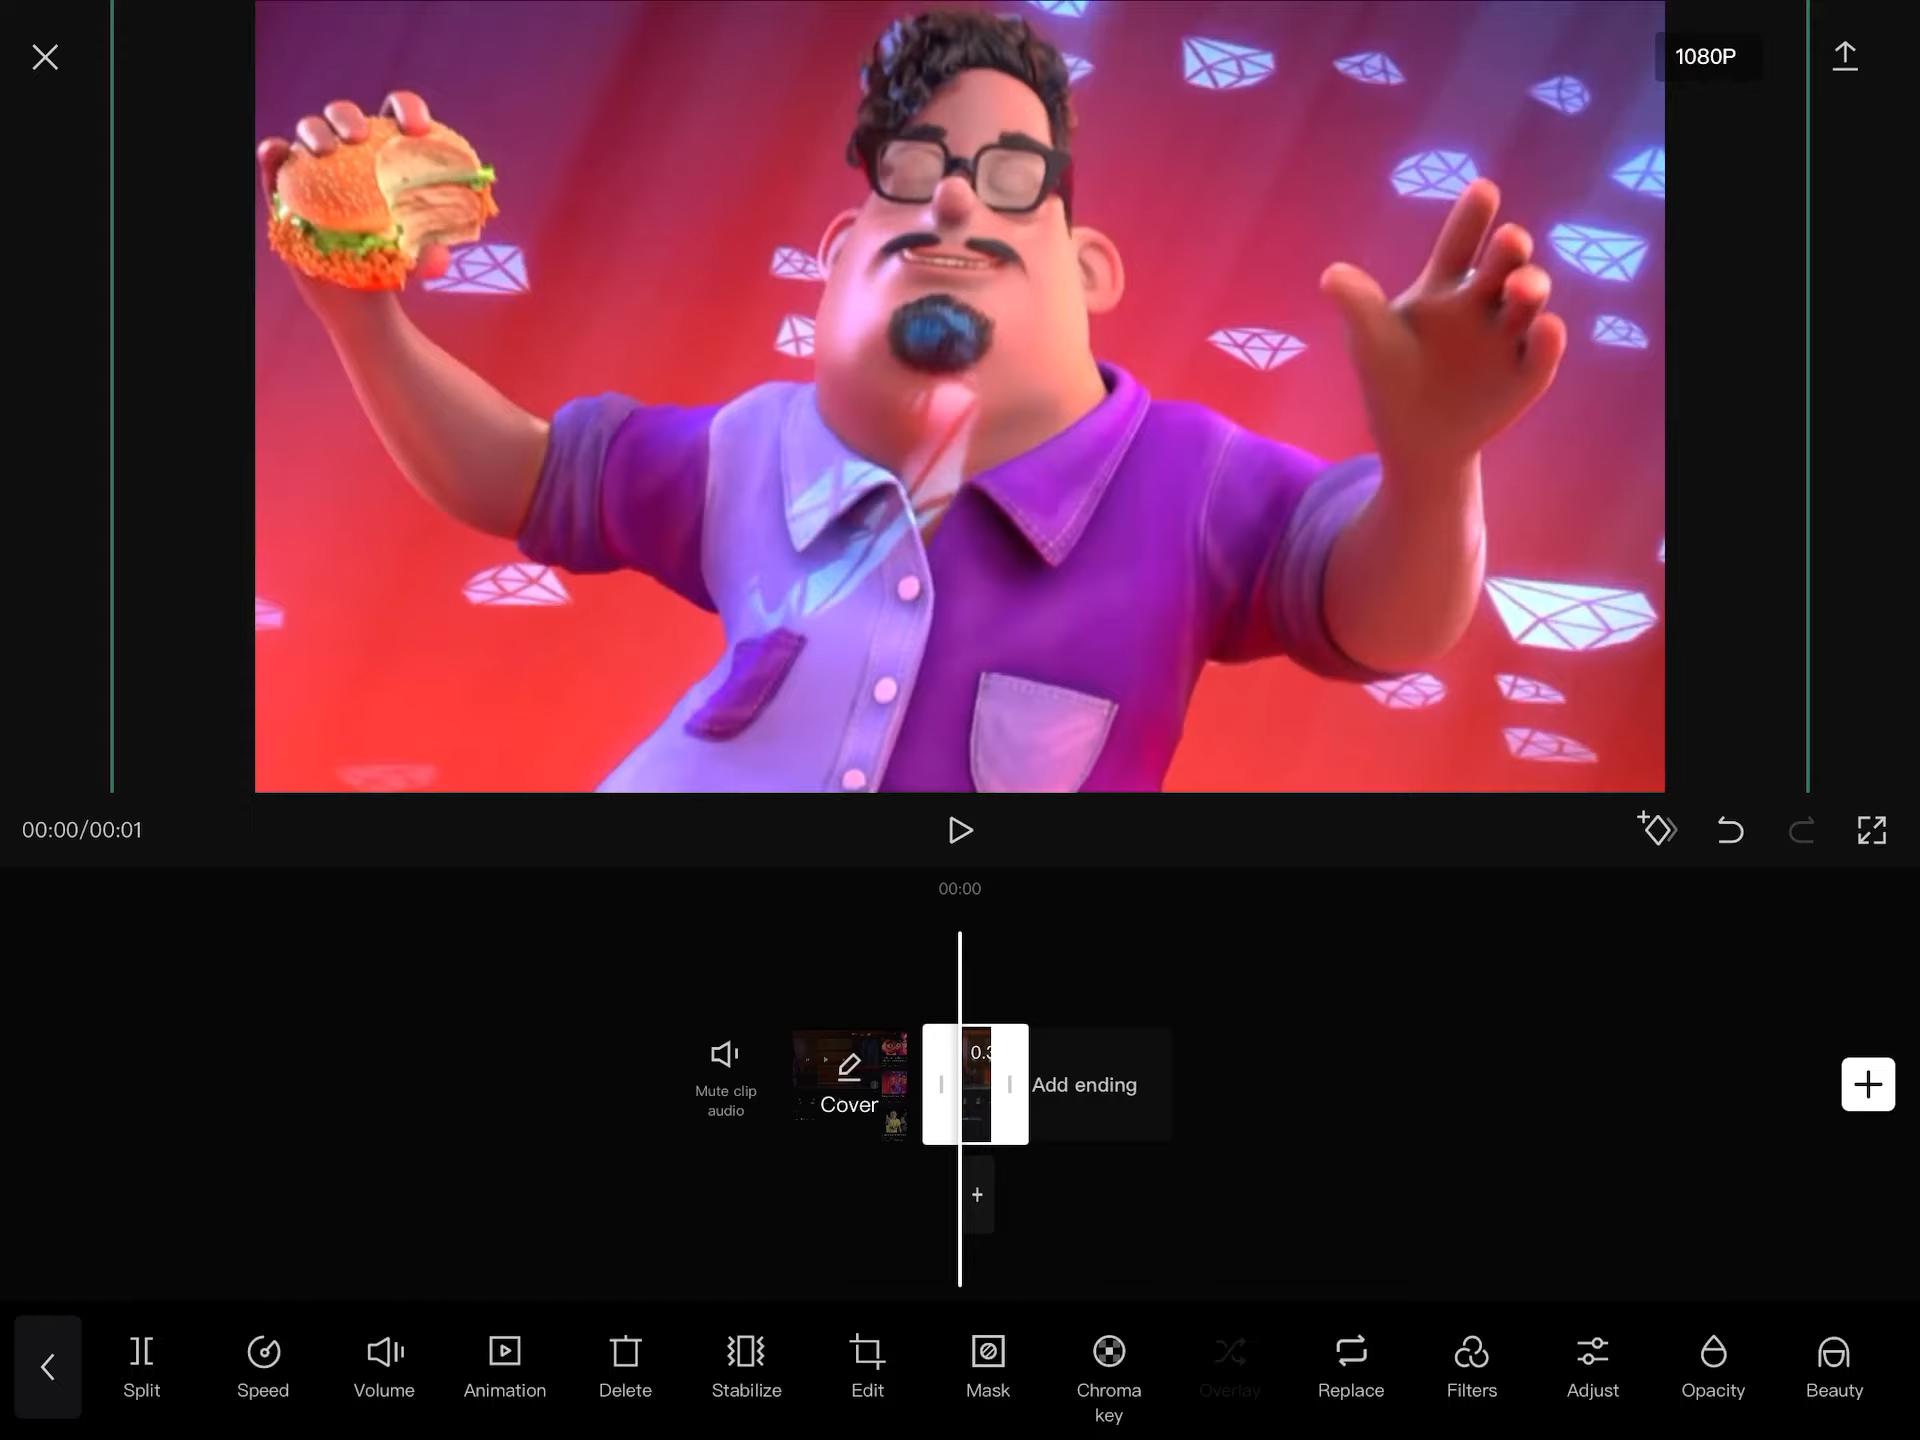 1080P
00:00/00:01
00:00
Mute clip
audio
Cover
0.3
Add ending
Split
Speed
Volume
Animation
Delete
Stabilize
Edit
Mask
Chroma
key
Overlay
Replace
Filters
Adjust
Opacity
Beauty